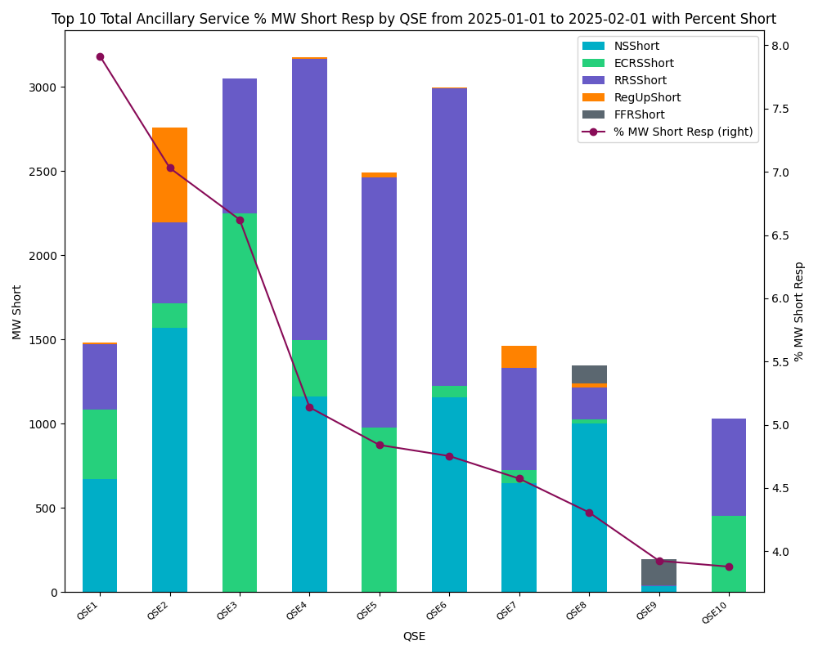 Top 10 Total Ancillary Service % MW Short Resp by QSE from 2025-01-01 to 2025-02-01 with Percent Short
NSShort
ECRSShort
RRSShort
RegUpShort
FFRShort
% MW Short Resp (right)
MW Short
3000
2500
2000
1500
1000
500
0
8.0
7.5
7.0
6.5
6.0
5.5
5.0
4.5
4.0
% MW Short Resp
QSE1
QSE2
QSE3
QSE4
QSE5
QSE6
QSE7
QSE8
QSE9
QSE10
QSE